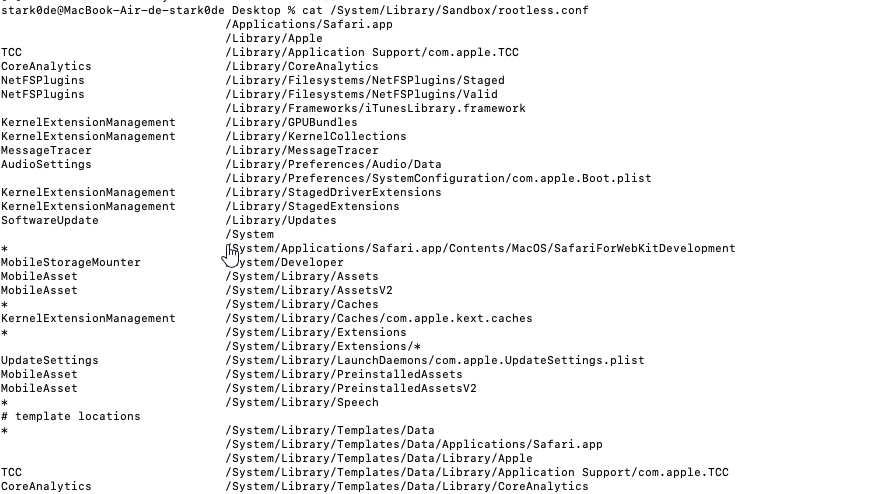 stark0de@MacBook-Air-de-stark0de Desktop % cat /System/Library/Sandbox/rootless.conf
/Applications/Safari.app
/Library/Apple
TCC /Library/Application Support/com.apple.TCC
CoreAnalytics /Library/CoreAnalytics
NetFSPlugins /Library/Filesystems/NetFSPlugins/Staged
NetFSPlugins /Library/Filesystems/NetFSPlugins/Valid
/Library/Frameworks/iTunesLibrary.framework
KernelExtensionManagement /Library/GPUBundles
KernelExtensionManagement /Library/KernelCollections
MessageTracer /Library/MessageTracer
AudioSettings /Library/Preferences/Audio/Data
/Library/Preferences/SystemConfiguration/com.apple.Boot.plist
KernelExtensionManagement /Library/StagedDriverExtensions
KernelExtensionManagement /Library/StagedExtensions
SoftwareUpdate /Library/Updates
/System
* /System/Applications/Safari.app/Contents/MacOS/SafariForWebKitDevelopment
MobileStorageMounter /System/Developer
MobileAsset /System/Library/Assets
MobileAsset /System/Library/AssetsV2
* /System/Library/Caches
KernelExtensionManagement /System/Library/Caches/com.apple.kext.caches
* /System/Library/Extensions
/System/Library/Extensions/*
UpdateSettings /System/Library/LaunchDaemons/com.apple.UpdateSettings.plist
MobileAsset /System/Library/PreinstalledAssets
MobileAsset /System/Library/PreinstalledAssetsV2
* /System/Library/Speech
# template locations
* /System/Library/Templates/Data
/System/Library/Templates/Data/Applications/Safari.app
/System/Library/Templates/Data/Library/Apple
TCC /System/Library/Templates/Data/Library/Application Support/com.apple.TCC
CoreAnalytics /System/Library/Templates/Data/Library/CoreAnalytics